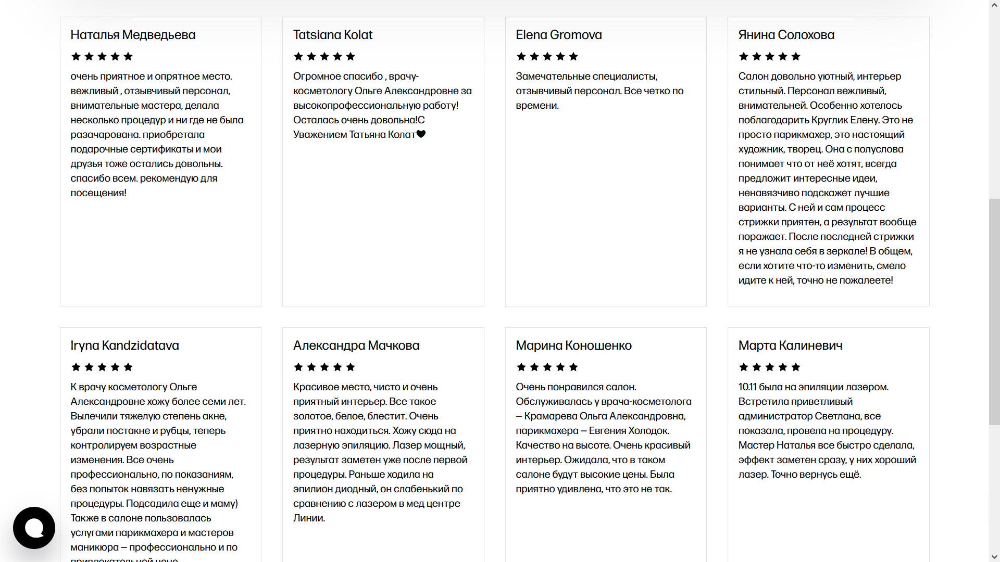 Наталья Медведьева
очень приятное и опрятное место.
вежливый , отзывчивый персонал,
внимательные мастера, делала
несколько процедур и ни где не была
разачарована. приобретала
подарочные сертификаты и мои
друзья тоже остались довольны.
спасибо всем. рекомендую для
посещения!
Tatsiana Kolat
Огромное спасибо , врачу-
косметологу Ольге Александровне за
высокопрофессиональную работу!
Осталась очень довольна!С
Уважением Татьяна Колат🖤
Elena Gromova
Замечательные специалисты,
отзывчивый персонал. Все четко по
времени.
Янина Солохова
Салон довольно уютный, интерьер
стильный. Персонал вежливый,
внимательней. Особенно хотелось
поблагодарить Круглик Елену. Это не
просто парикмахер, это настоящий
художник, творец. Она с полуслова
понимает что от неё хотят, всегда
предложит интересные идеи,
ненавязчиво подскажет лучшие
варианты. С ней и сам процесс
стрижки приятен, а результат вообще
поражает. После последней стрижки
я не узнала себя в зеркале! В общем,
если хотите что-то изменить, смело
идите к ней, точно не пожалеете!
Iryna Kandzidatava
К врачу косметологу Ольге
Александровне хожу более семи лет.
Вылечили тяжелую степень акне,
убрали постакне и рубцы, теперь
контролируем возрастные
изменения. Все очень
профессионально, по показаниям,
без попыток навязать ненужные
процедуры. Подсадила еще и маму)
Также в салоне пользовалась
услугами парикмахера и мастеров
маникюра – профессионально и по
привлекательной цене
Александра Мачкова
Красивое место, чисто и очень
приятный интерьер. Все такое
золотое, белое, блестит. Очень
приятно находиться. Хожу сюда на
лазерную эпиляцию. Лазер мощный,
результат заметен уже после первой
процедуры. Раньше ходила на
эпилион диодный, он слабенький по
сравнению с лазером в мед центре
Линии.
Марина Коношенко
Очень понравился салон.
Обслуживалась у врача-косметолога
– Крамарева Ольга Александровна,
парикмахера – Евгения Холодок.
Качество на высоте. Очень красивый
интерьер. Ожидала, что в таком
салоне будут высокие цены. Была
приятно удивлена, что это не так.
Марта Калиневич
10.11 была на эпиляции лазером.
Встретила приветливый
администратор Светлана, все
показала, провела на процедуру.
Мастер Наталья все быстро сделала,
эффект заметен сразу, у них хороший
лазер. Точно вернусь ещё.